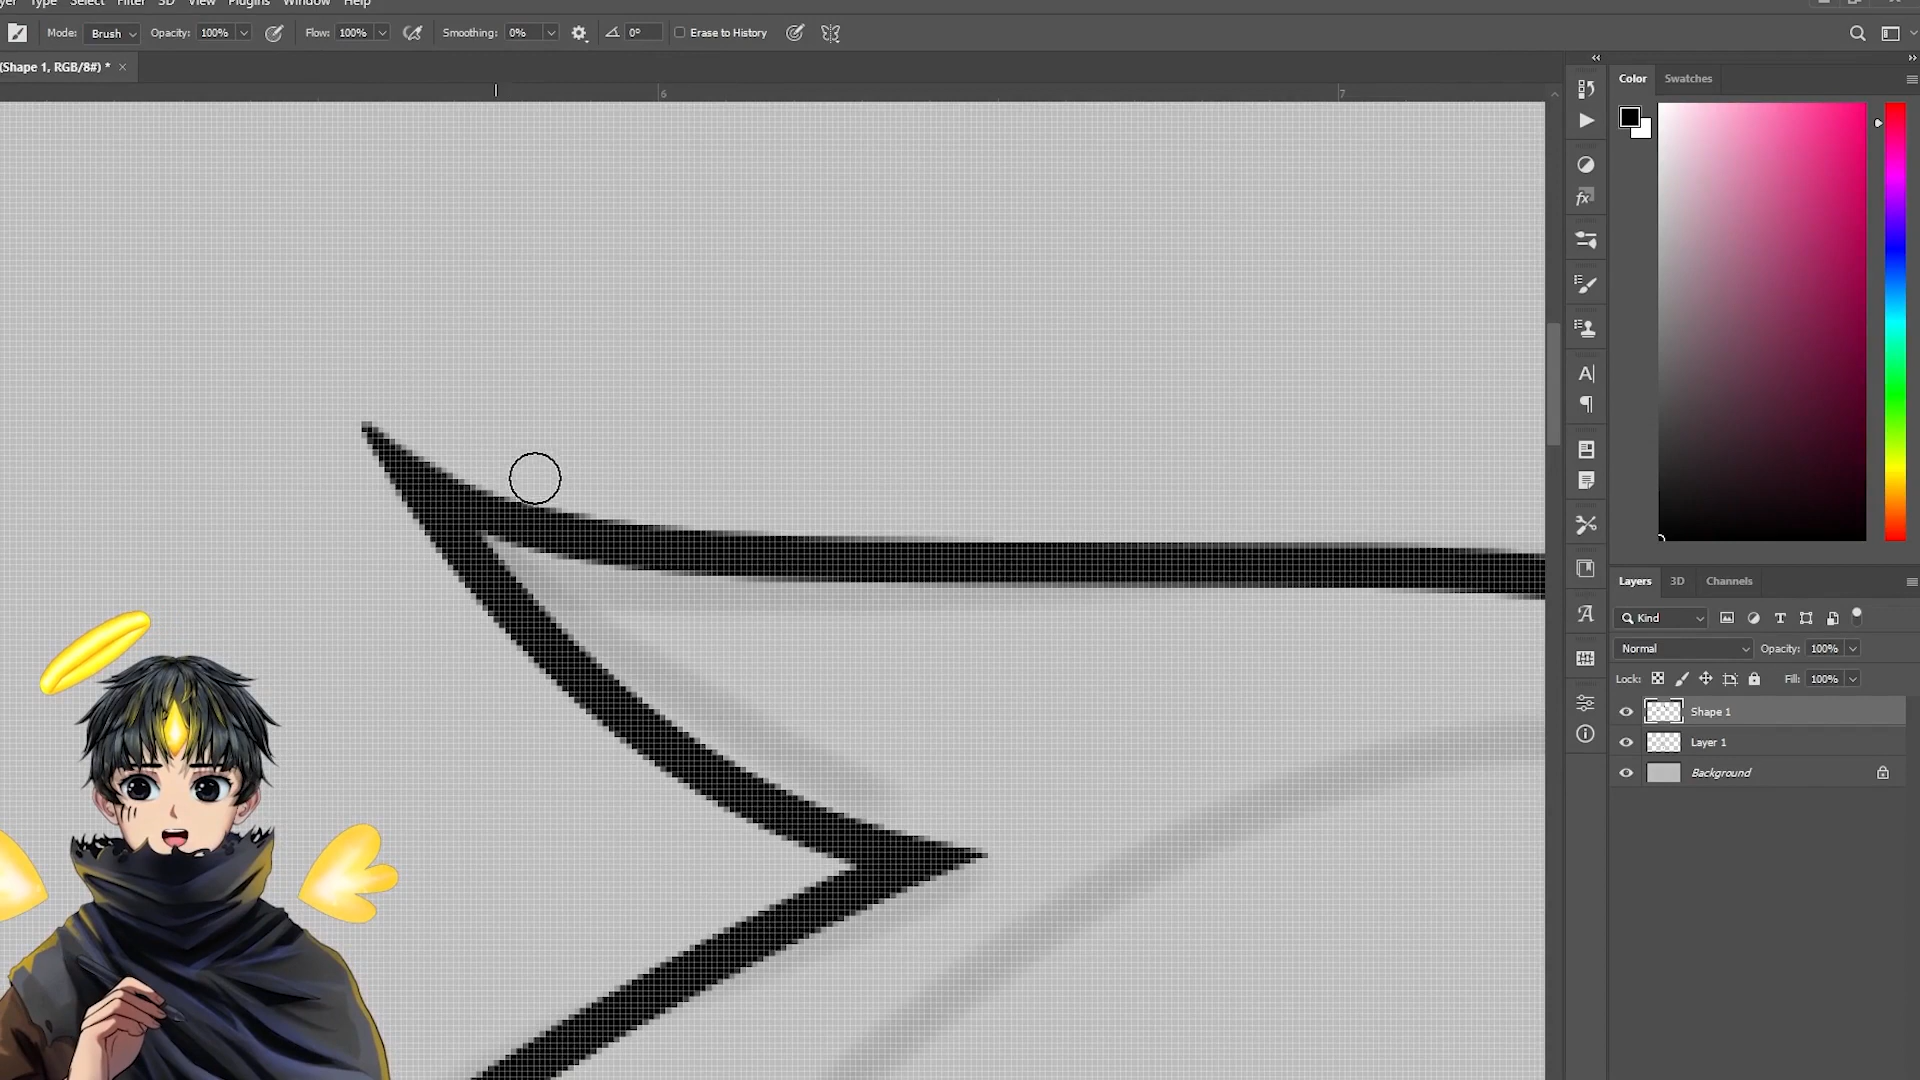 Type Select Filter 3D View Plugins Window Help
Mode: Brush Opacity: 100% Flow: 100% Smoothing: 0% 0° Erase to History
(Shape 1, RGB/8#) * ×
6 7
Color Swatches
Layers 3D Channels
Kind
Normal Opacity: 100%
Lock: Fill: 100%
Shape 1
Layer 1
Background